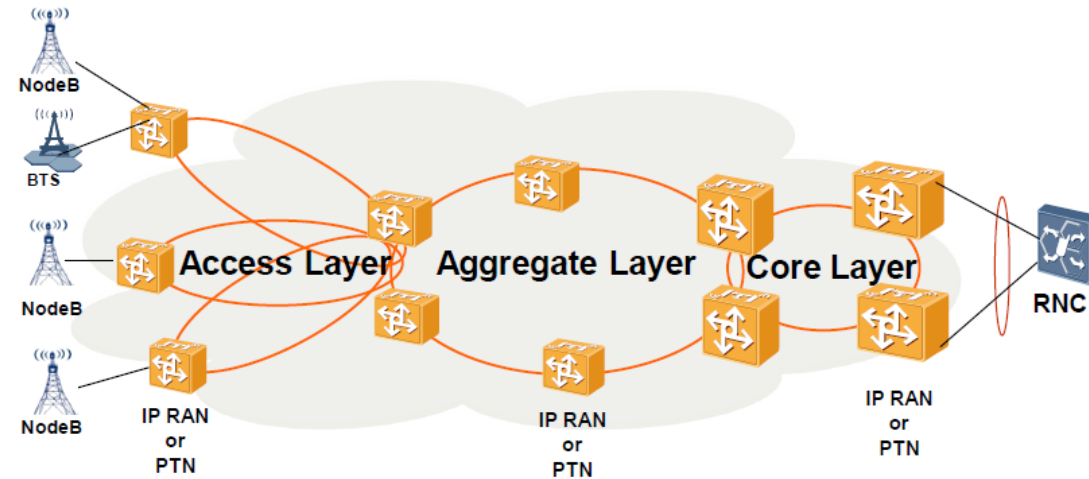 NodeB
BTS
NodeB
NodeB
Access Layer
Aggregate Layer
Core Layer
RNC
IP RAN
or
PTN
IP RAN
or
PTN
IP RAN
or
PTN